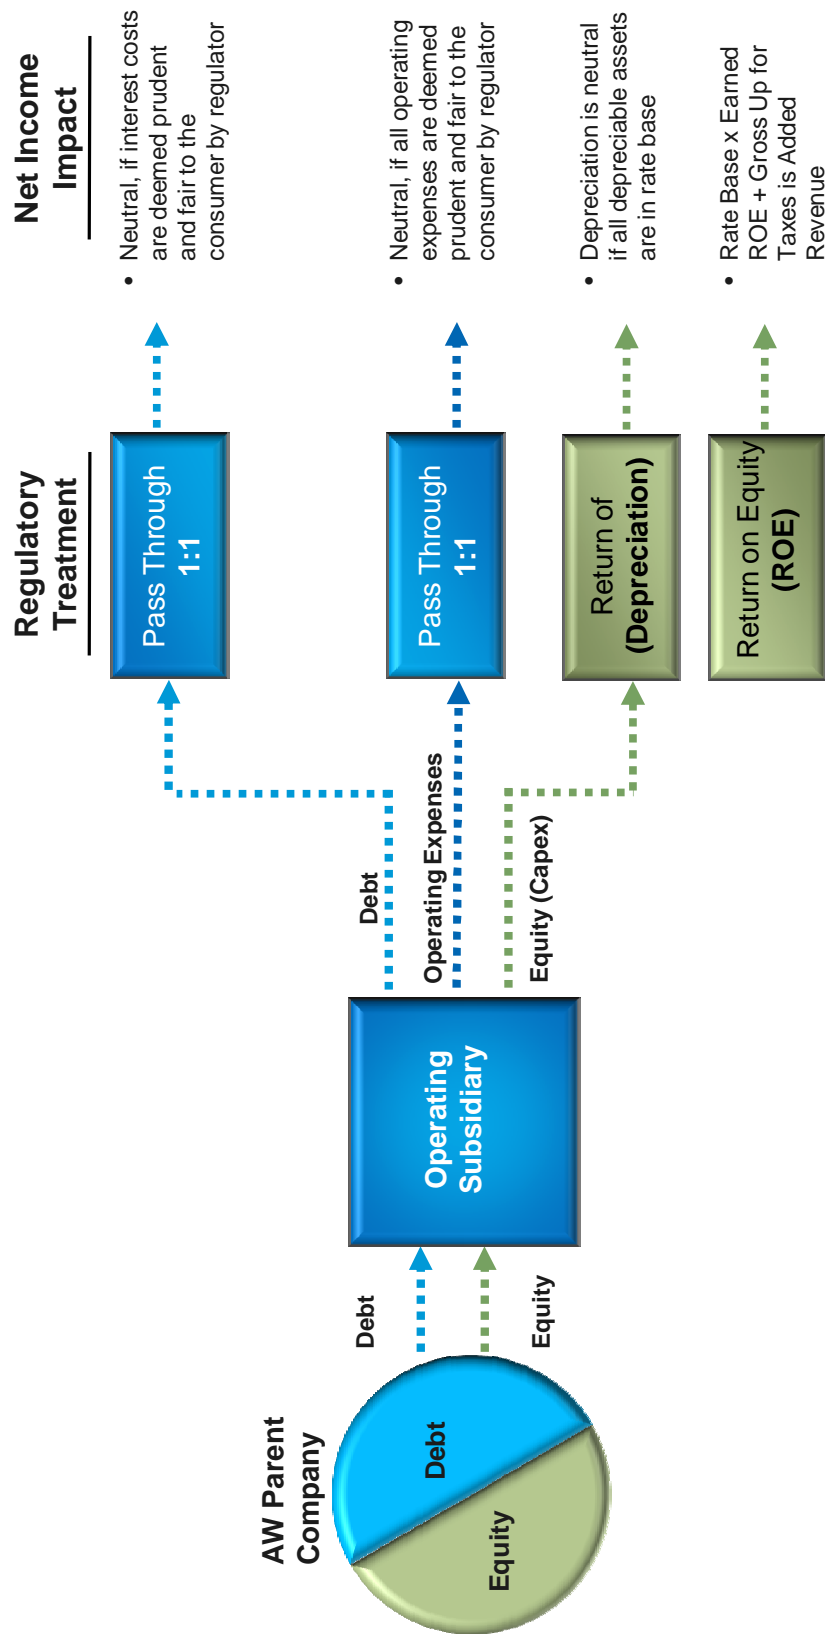 AW Parent
Company
Equity
Debt
Debt
Equity
Operating
Subsidiary
Debt
Operating Expenses
Equity (Capex)
Regulatory
Treatment
Pass Through
1:1
Pass Through
1:1
Return of
(Depreciation)
Return on Equity
(ROE)
Net Income
Impact
• Neutral, if interest costs
are deemed prudent
and fair to the
consumer by regulator
• Neutral, if all operating
expenses are deemed
prudent and fair to the
consumer by regulator
• Depreciation is neutral
if all depreciable assets
are in rate base
• Rate Base x Earned
ROE + Gross Up for
Taxes is Added
Revenue